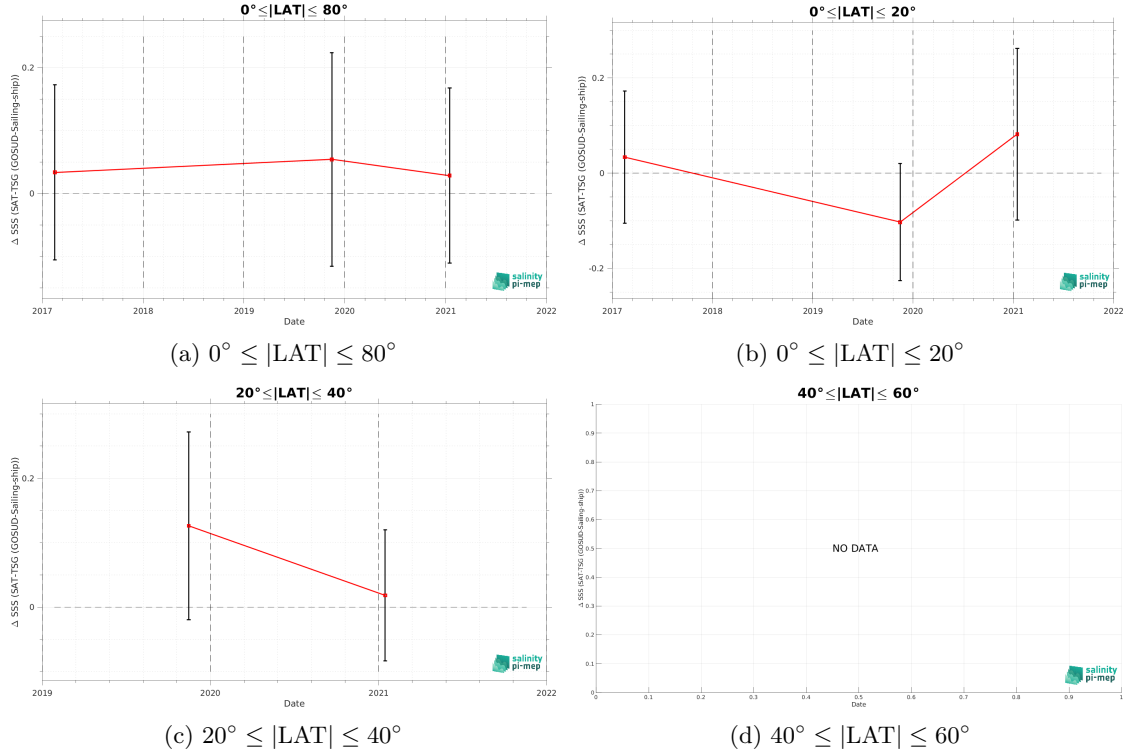 0°≤|LAT|≤ 80°
Δ SSS (SAT-TSG (GOSUD-Sailing-ship))
0.2
0
2017 2018 2019 2020 2021 2022
Date
salinity
pi-mep
(a) 0° ≤ |LAT| ≤ 80°
0°≤|LAT|≤ 20°
Δ SSS (SAT-TSG (GOSUD-Sailing-ship))
0.2
0
-0.2
2017 2018 2019 2020 2021 2022
Date
salinity
pi-mep
(b) 0° ≤ |LAT| ≤ 20°
20°≤|LAT|≤ 40°
Δ SSS (SAT-TSG (GOSUD-Sailing-ship))
0.2
0
2019 2020 2021 2022
Date
salinity
pi-mep
(c) 20° ≤ |LAT| ≤ 40°
40°≤|LAT|≤ 60°
Δ SSS (SAT-TSG (GOSUD-Sailing-ship))
1
0.9
0.8
0.7
0.6
0.5
0.4
0.3
0.2
0.1
0
NO DATA
0 0.1 0.2 0.3 0.4 0.5 0.6 0.7 0.8 0.9 1
Date
salinity
pi-mep
(d) 40° ≤ |LAT| ≤ 60°